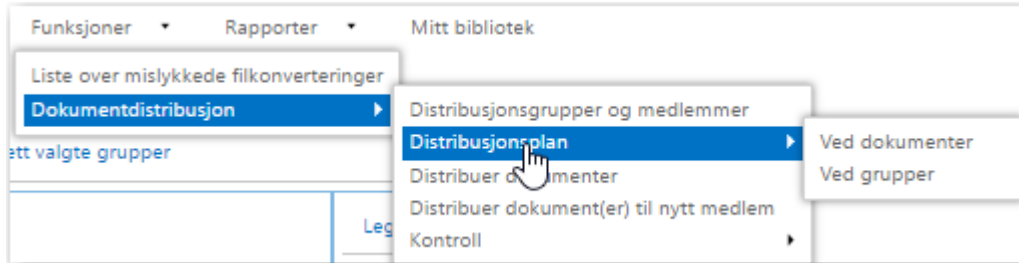 Funksjoner Rapporter Mitt bibliotek
Liste over mislykkede filkonverteringer
Dokumentdistribusjon
Distribusjonsgrupper og medlemmer
ett valgte grupper
Distribusjonsplan
Ved dokumenter
Distribuer dokumenter
Ved grupper
Distribuer dokument(er) til nytt medlem
Leg
Kontroll